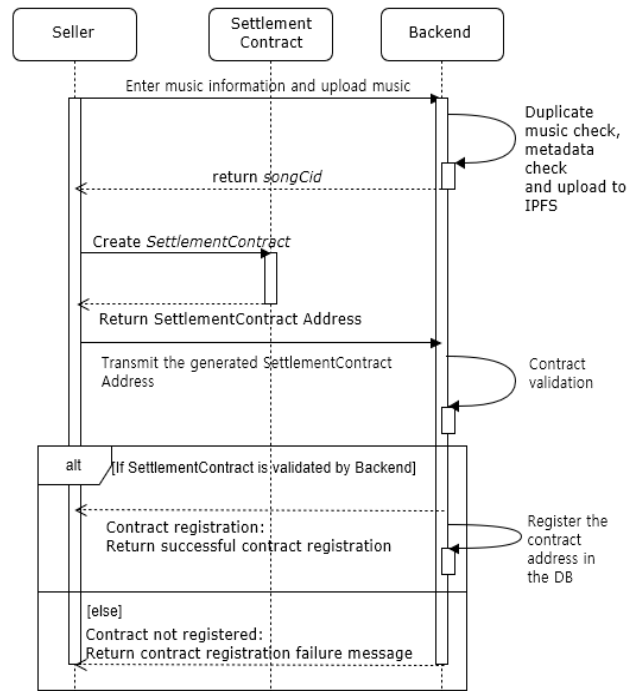 Seller
Settlement
Contract
Backend
Enter music information and upload music
Duplicate
music check,
metadata
check
and upload to
IPFS
return songCid
Create SettlementContract
Return SettlementContract Address
Transmit the generated SettlementContract
Address
Contract
validation
alt
[If SettlementContract is validated by Backend]
Contract registration:
Return successful contract registration
Register the
contract
address in
the DB
[else]
Contract not registered:
Return contract registration failure message